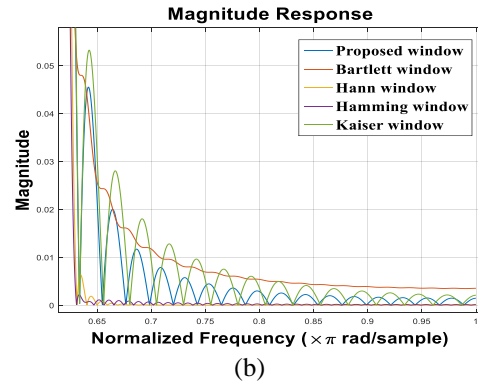 Magnitude Response
Proposed window
Bartlett window
Hann window
Hamming window
Kaiser window
0.05
0.04
0.03
0.02
0.01
0
Magnitude
0.65
0.7
0.75
0.8
0.85
0.9
0.95
1
Normalized Frequency (×π rad/sample)
(b)